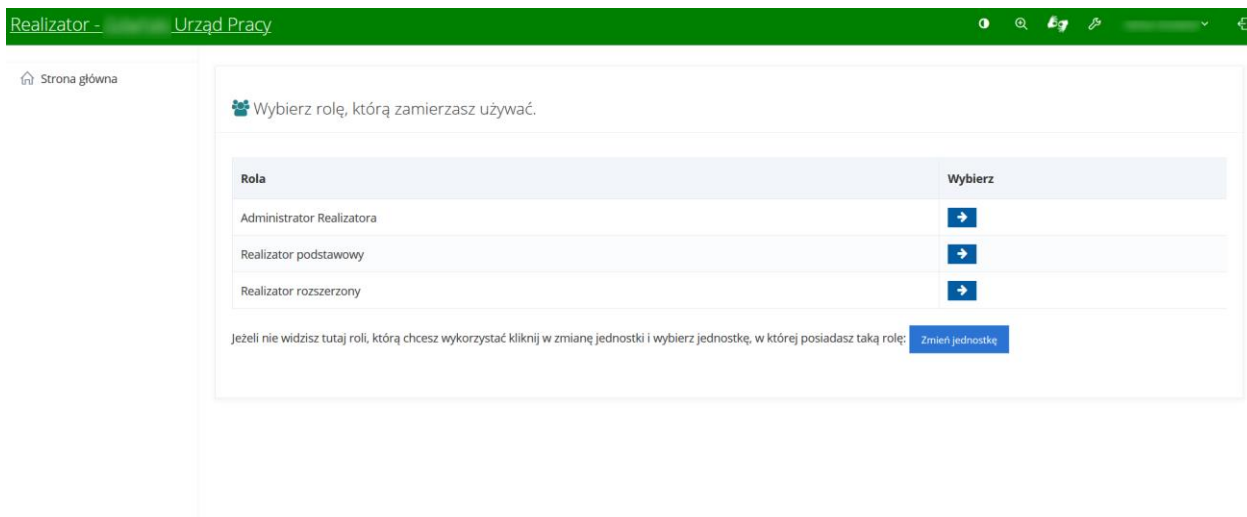 Realizator - Urząd Pracy
Strona główna
Wybierz rolę, którą zamierzasz używać.
Rola Wybierz
Administrator Realizatora
Realizator podstawowy
Realizator rozszerzony
Jeżeli nie widzisz tutaj roli, którą chcesz wykorzystać kliknij w zmianę jednostki i wybierz jednostkę, w której posiadasz taką rolę: Zmień jednostkę